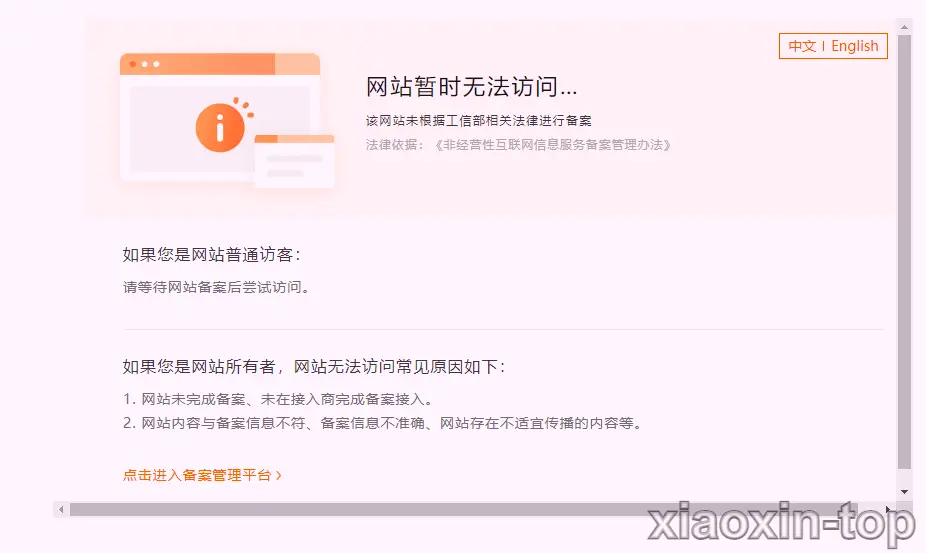 中文 | English
网站暂时无法访问...
该网站未根据工信部相关法律进行备案
法律依据：《非经营性互联网信息服务备案管理办法》
如果您是网站普通访客：
请等待网站备案后尝试访问。
如果您是网站所有者，网站无法访问常见原因如下：
1. 网站未完成备案、未在接入商完成备案接入。
2. 网站内容与备案信息不符、备案信息不准确、网站存在不适宜传播的内容等。
点击进入备案管理平台 >
xiaoxin-top